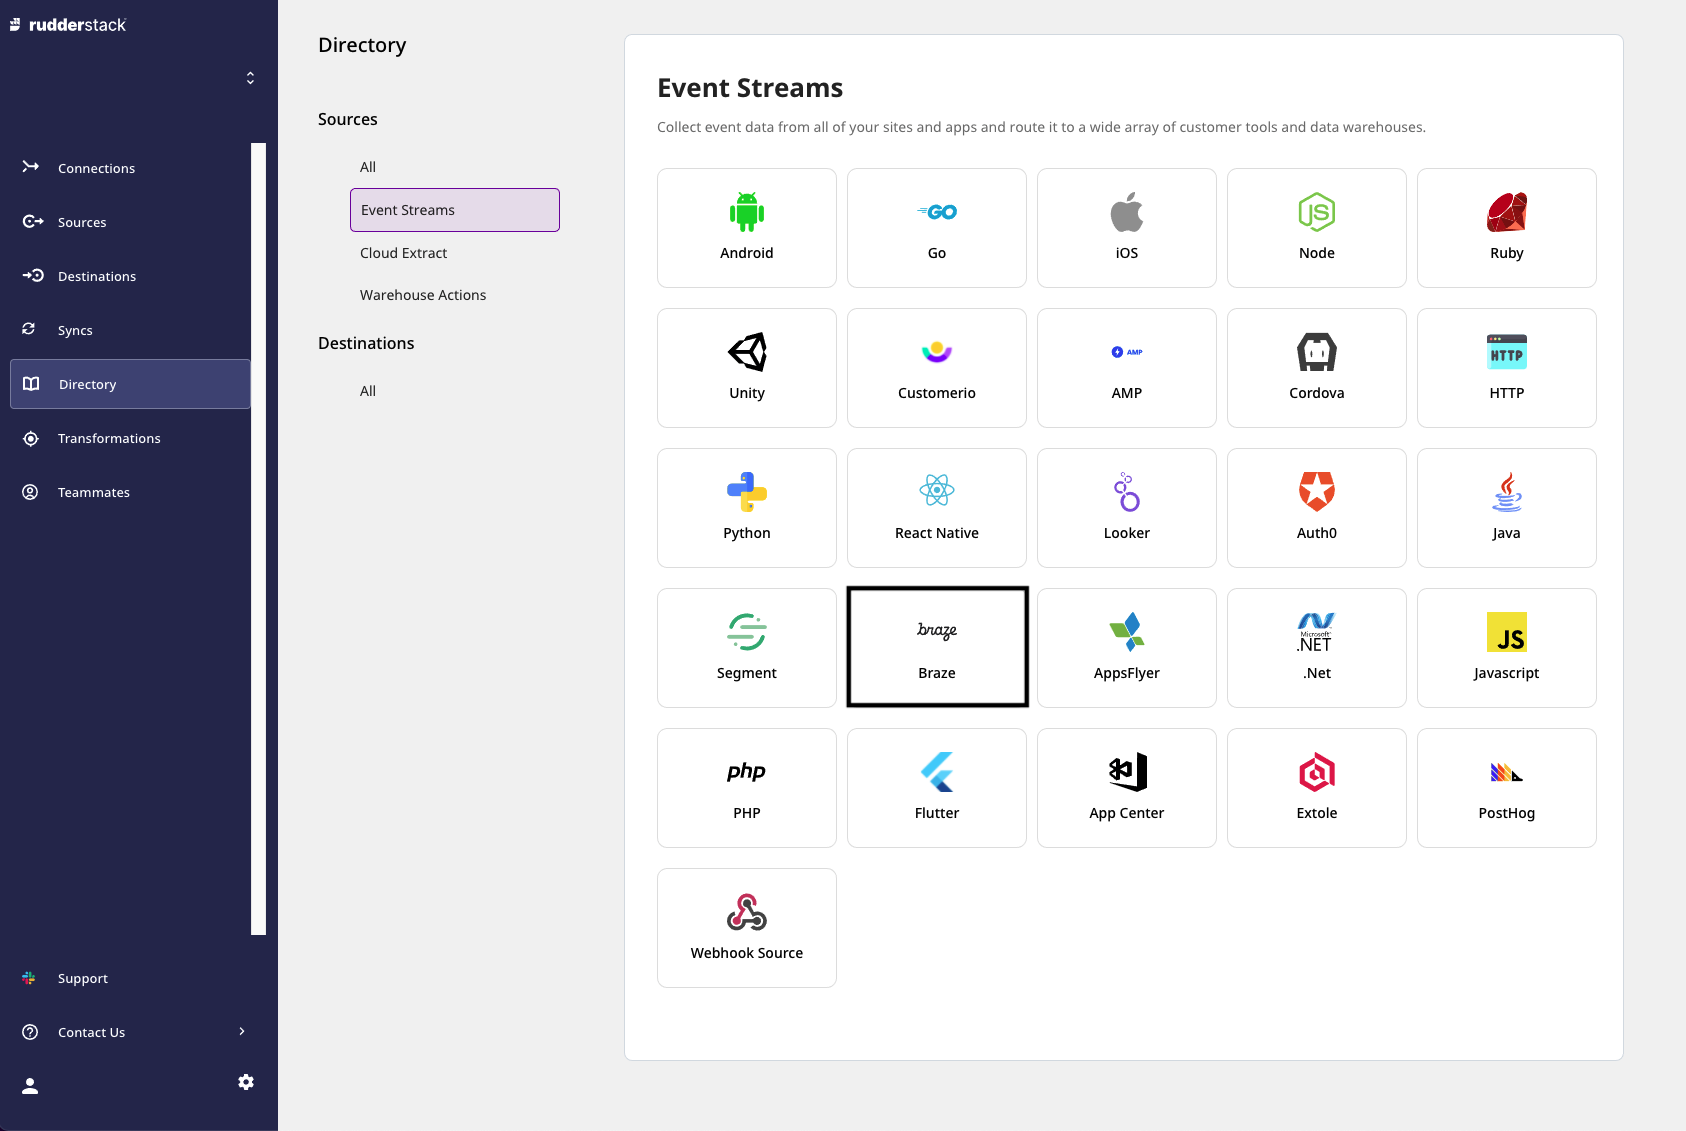 rudderstack
Connections
Sources
Destinations
Syncs
Directory
Transformations
Teammates
Support
Contact Us
Directory
Sources
All
Event Streams
Cloud Extract
Warehouse Actions
Destinations
All
Event Streams
Collect event data from all of your sites and apps and route it to a wide array of customer tools and data warehouses.
Android
GO
Go
iOS
JS
Node
Ruby
Unity
Customerio
AMP
AMP
Cordova
HTTP
HTTP
Python
React Native
Looker
Auth0
Java
Segment
braze
Braze
AppsFlyer
Microsoft
.NET
.Net
JS
Javascript
php
PHP
Flutter
App Center
Extole
PostHog
Webhook Source